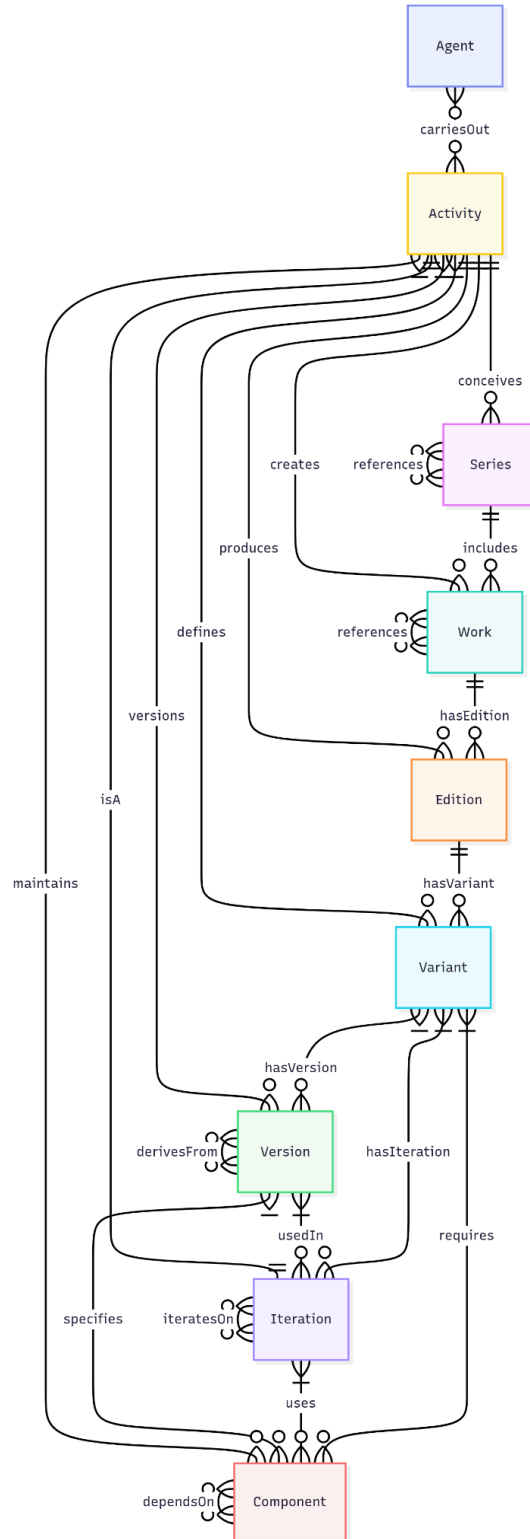 Agent
carriesOut
Activity
conceives
references
Series
creates
includes
produces
references
Work
defines
versions
hasEdition
isA
Edition
maintains
hasVariant
Variant
hasVersion
derivesFrom
Version
hasIteration
usedIn
requires
specifies
iteratesOn
Iteration
uses
dependsOn
Component